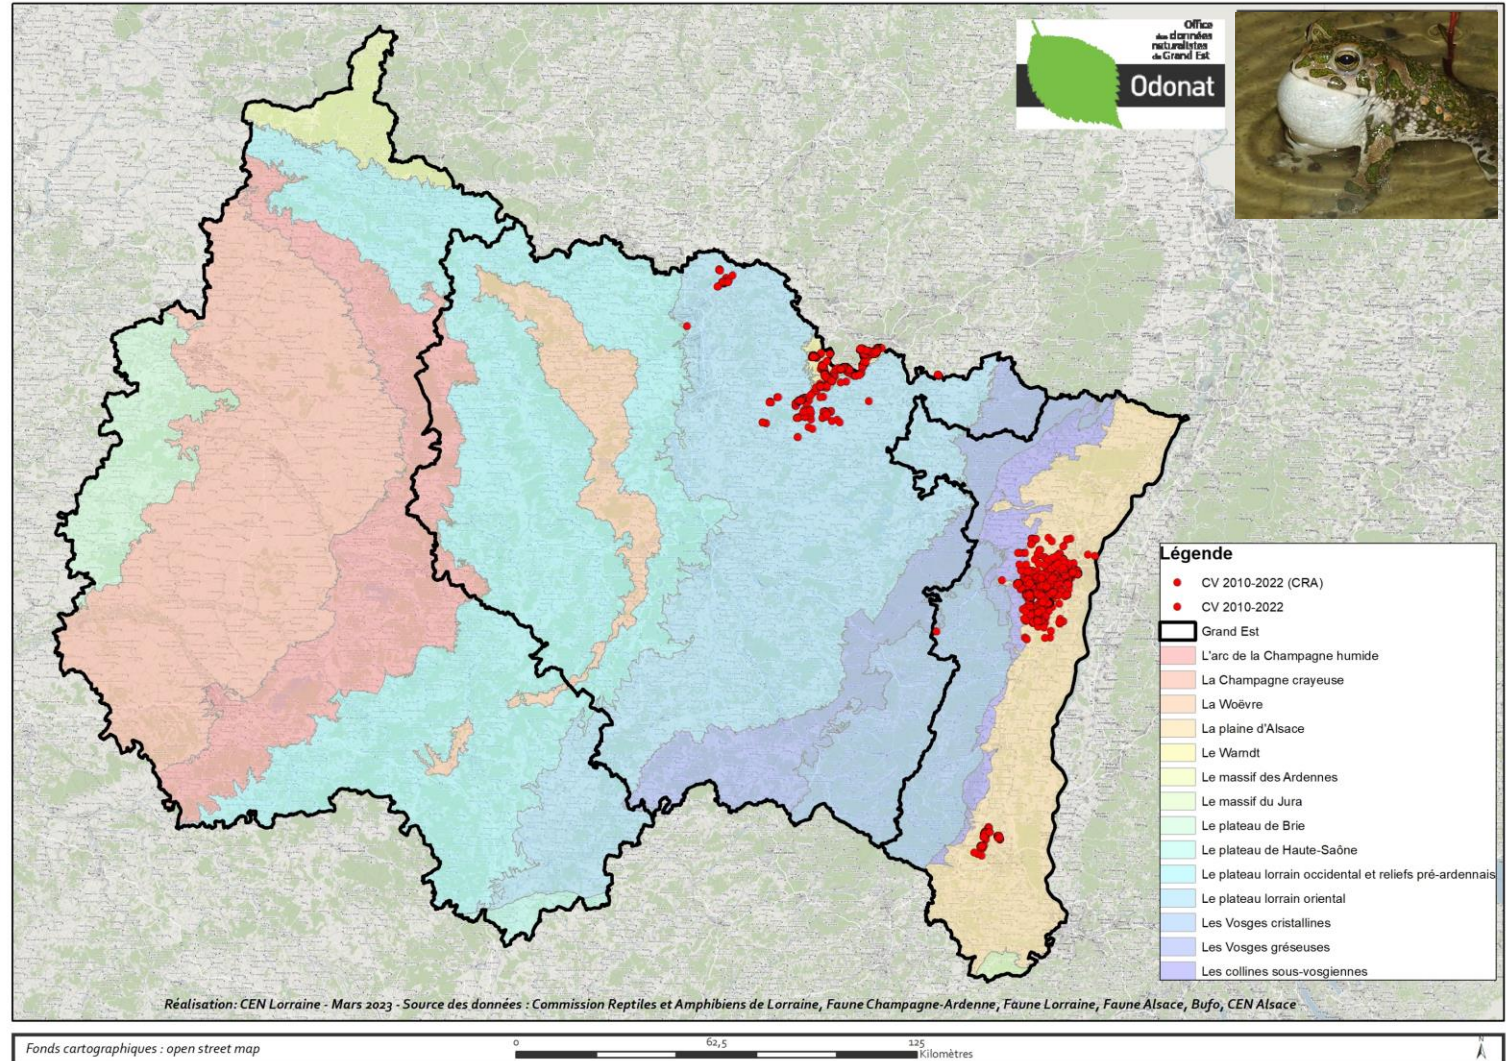 Office
des données
naturalistes
du Grand Est
Odonat
Légende
CV 2010-2022 (CRA)
CV 2010-2022
Grand Est
L'arc de la Champagne humide
La Champagne crayeuse
La Woëvre
La plaine d'Alsace
Le Warndt
Le massif des Ardennes
Le massif du Jura
Le plateau de Brie
Le plateau de Haute-Saône
Le plateau lorrain occidental et reliefs pré-ardennais
Le plateau lorrain oriental
Les Vosges cristallines
Les Vosges gréseuses
Les collines sous-vosgiennes
Réalisation: CEN Lorraine - Mars 2023 - Source des données : Commission Reptiles et Amphibiens de Lorraine, Faune Champagne-Ardenne, Faune Lorraine, Faune Alsace, Bufo, CEN Alsace
Fonds cartographiques : open street map
0 62,5 125
Kilomètres
N